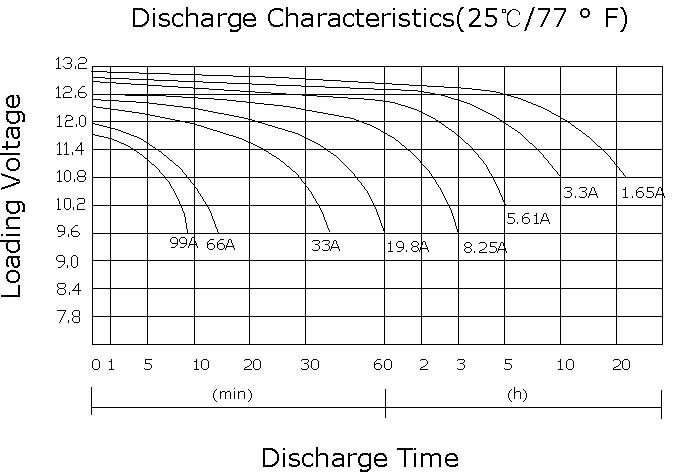 Discharge Characteristics(25℃/77 ° F)
Loading Voltage
13.2
12.6
12.0
11.4
10.8
10.2
9.6
9.0
8.4
7.8
3.3A 1.65A
5.61A
99A 66A 33A 19.8A 8.25A
0 1 5 10 20 30 60 2 3 5 10 20
(min) (h)
Discharge Time